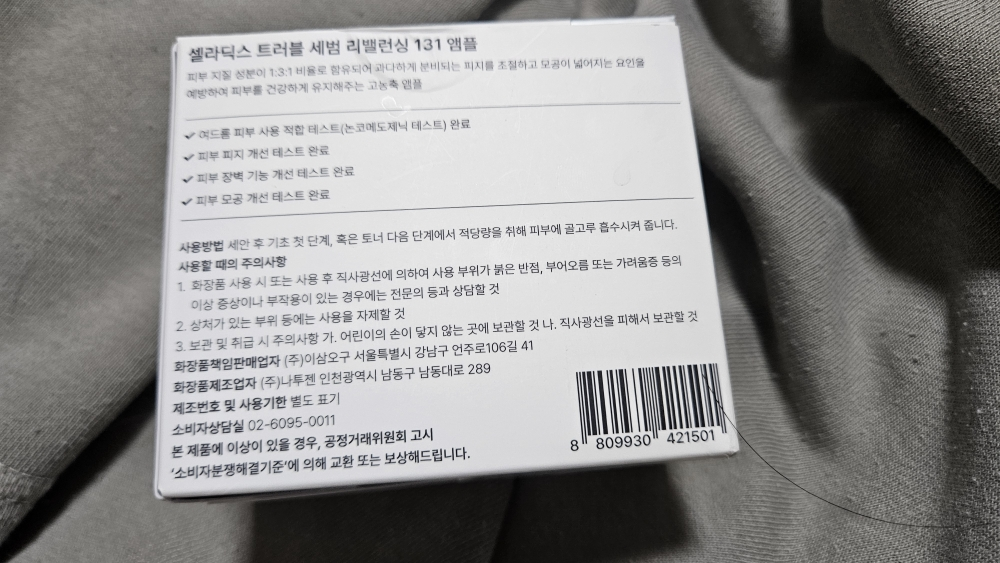 셀라딕스 트러블 세범 리밸런싱 131 앰플
피부 지질 성분이 1:3:1 비율로 함유되어 과다하게 분비되는 피지를 조절하고 모공이 넓어지는 요인을
예방하여 피부를 건강하게 유지해주는 고농축 앰플
✓ 여드름 피부 사용 적합 테스트(논코메도제닉 테스트) 완료
✓ 피부 피지 개선 테스트 완료
✓ 피부 장벽 기능 개선 테스트 완료
✓ 피부 모공 개선 테스트 완료
사용방법 세안 후 기초 첫 단계, 혹은 토너 다음 단계에서 적당량을 취해 피부에 골고루 흡수시켜 줍니다.
사용할 때의 주의사항
1. 화장품 사용 시 또는 사용 후 직사광선에 의하여 사용 부위가 붉은 반점, 부어오름 또는 가려움증 등의
이상 증상이나 부작용이 있는 경우에는 전문의 등과 상담할 것
2. 상처가 있는 부위 등에는 사용을 자제할 것
3. 보관 및 취급 시 주의사항 가. 어린이의 손이 닿지 않는 곳에 보관할 것 나. 직사광선을 피해서 보관할 것
화장품책임판매업자 (주)이삼오구 서울특별시 강남구 언주로106길 41
화장품제조업자 (주)나투젠 인천광역시 남동구 남동대로 289
제조번호 및 사용기한 별도 표기
소비자상담실 02-6095-0011
본 제품에 이상이 있을 경우, 공정거래위원회 고시
'소비자분쟁해결기준'에 의해 교환 또는 보상해드립니다.
8 809930 421501